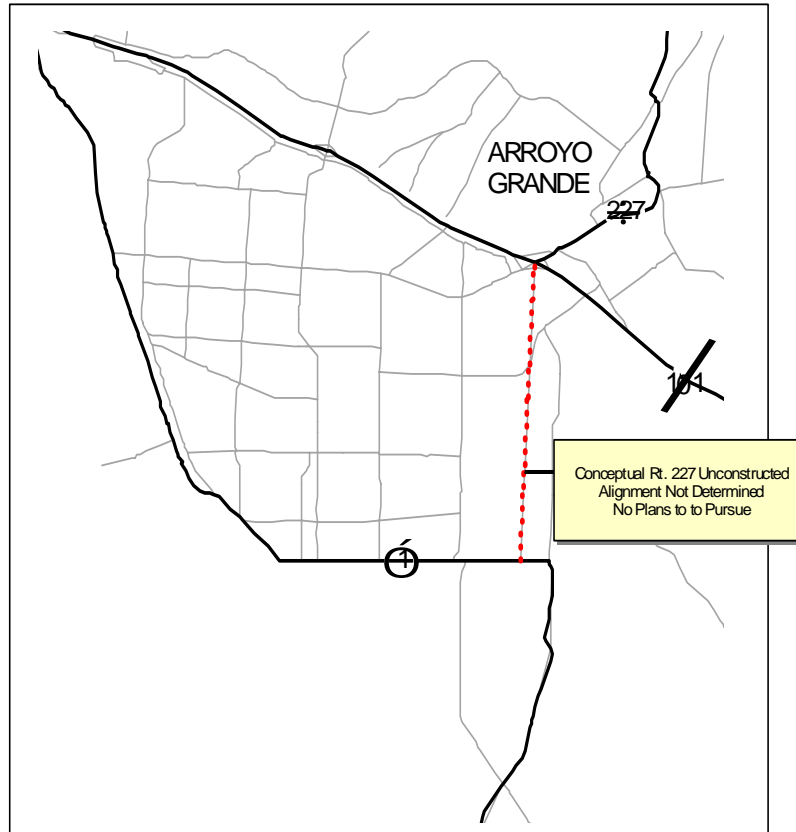 ARROYO
GRANDE
227
101
Conceptual Rt. 227 Unconstructed
Alignment Not Determined
No Plans to to Pursue
1